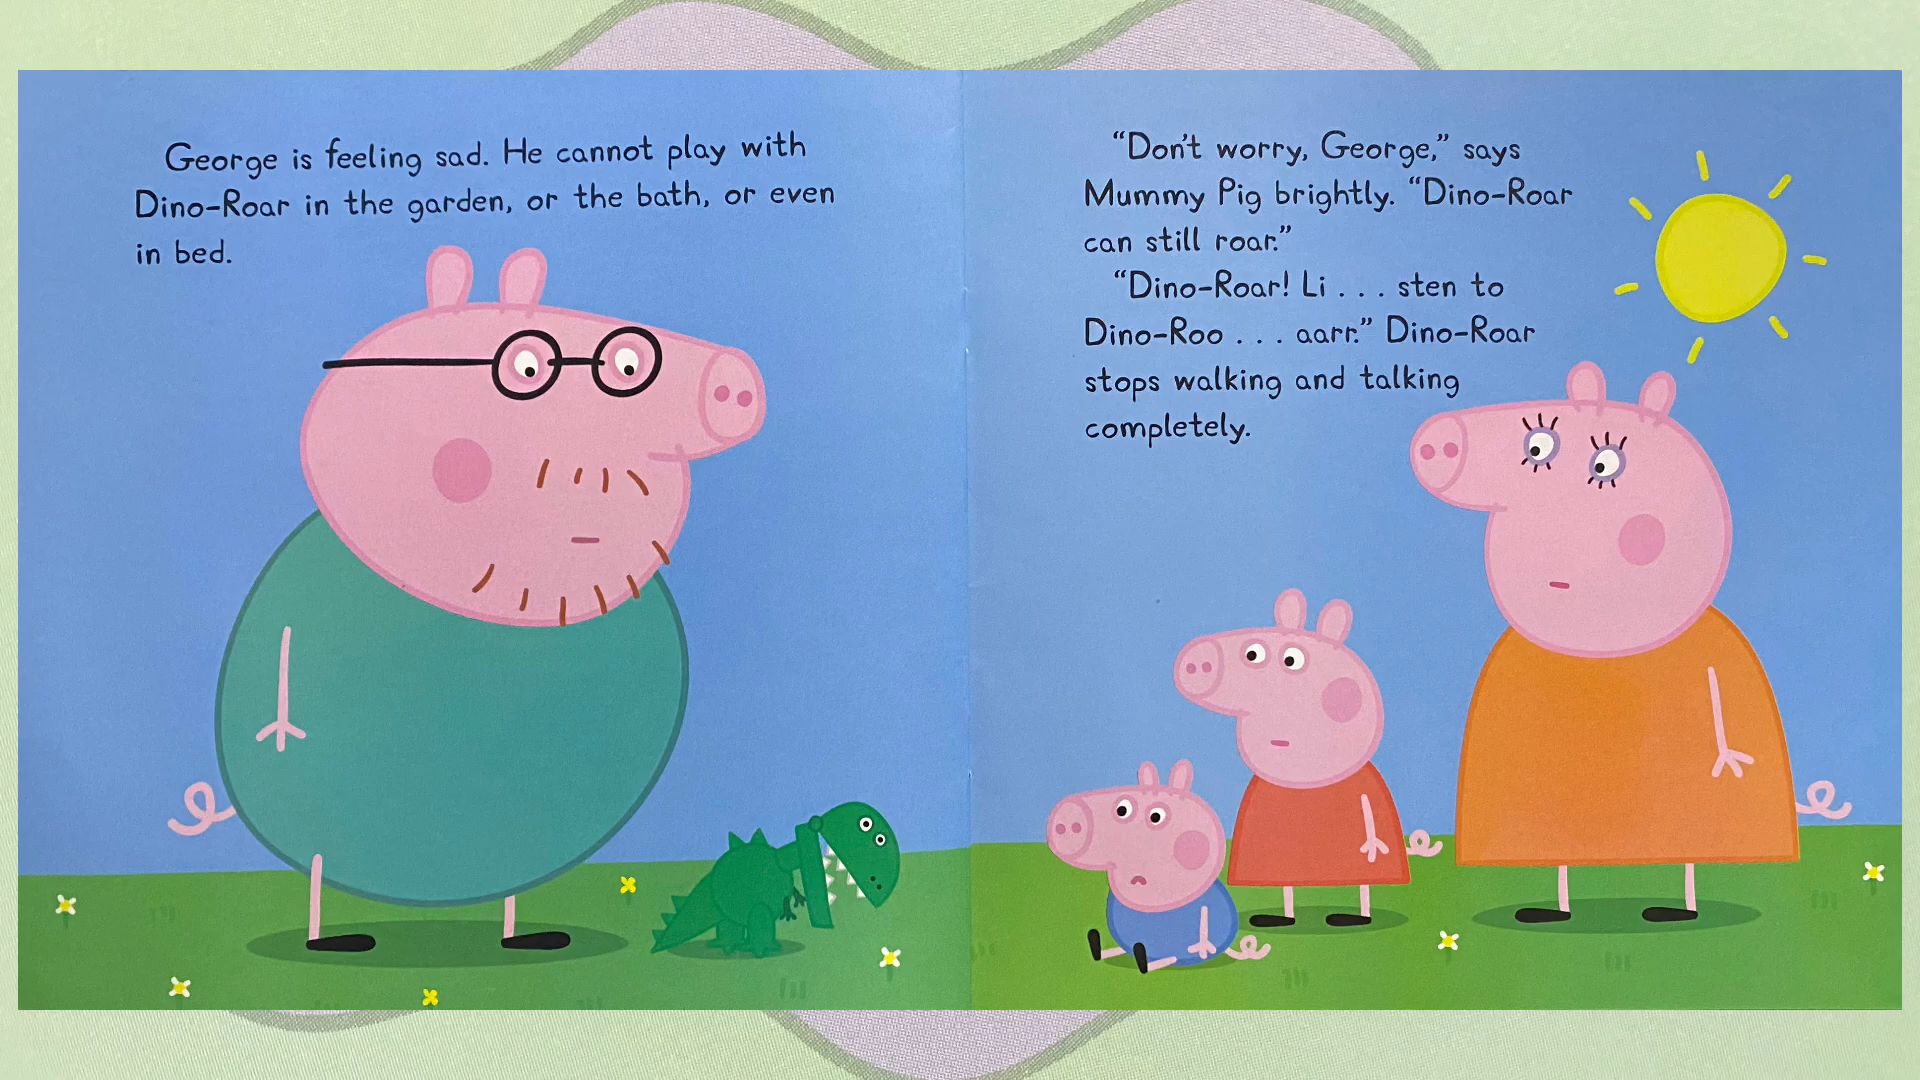 George is feeling sad. He cannot play with
Dino-Roar in the garden, or the bath, or even
in bed.
“Don’t worry, George,” says
Mummy Pig brightly. “Dino-Roar
can still roar.”
“Dino-Roar! Li . . . sten to
Dino-Roo . . . aarr.” Dino-Roar
stops walking and talking
completely.